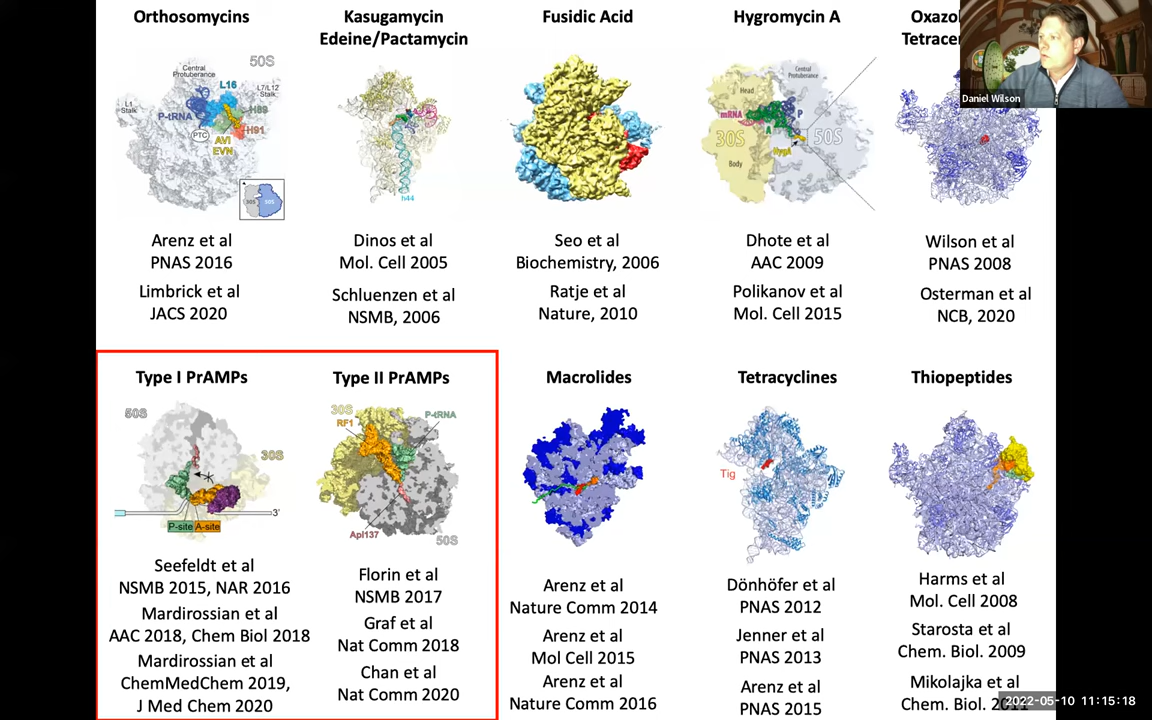 Orthosomycins
Kasugamycin
Edeine/Pactamycin
Fusidic Acid
Hygromycin A
Tetracer
Daniel Wilson
50S
Central
Protuberance
L16
L7/L12
Stalk
H89
L1
Stalk
P-tRNA
H91
PTC
AVI
EVN
30S
50S
h44
Central
Protuberance
Head
mRNA
P
30S
A
50S
HygA
Body
Arenz et al
PNAS 2016
Limbrick et al
JACS 2020
Dinos et al
Mol. Cell 2005
Schluenzen et al
NSMB, 2006
Seo et al
Biochemistry, 2006
Ratje et al
Nature, 2010
Dhote et al
AAC 2009
Polikanov et al
Mol. Cell 2015
Wilson et al
PNAS 2008
Osterman et al
NCB, 2020
Type I PrAMPs
Type II PrAMPs
Macrolides
Tetracyclines
Thiopeptides
50S
30S
P-site A-site
3'
30S
RF1
P-tRNA
Api137
50S
Tig
Seefeldt et al
NSMB 2015, NAR 2016
Mardirossian et al
AAC 2018, Chem Biol 2018
Mardirossian et al
ChemMedChem 2019,
J Med Chem 2020
Florin et al
NSMB 2017
Graf et al
Nat Comm 2018
Chan et al
Nat Comm 2020
Arenz et al
Nature Comm 2014
Arenz et al
Mol Cell 2015
Arenz et al
Nature Comm 2016
Dönhöfer et al
PNAS 2012
Jenner et al
PNAS 2013
Arenz et al
PNAS 2015
Harms et al
Mol. Cell 2008
Starosta et al
Chem. Biol. 2009
Mikolajka et al
Chem. Biol. 2011
2022-05-10 11:15:18